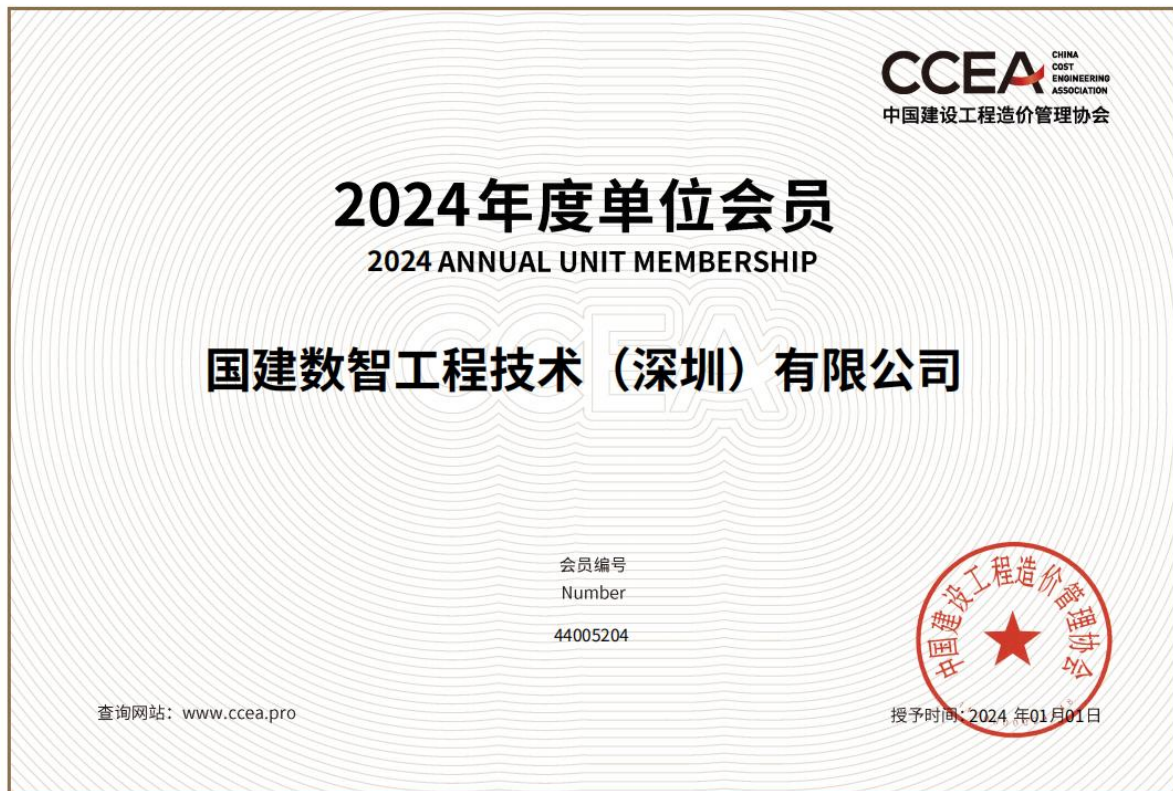 CCEA
CHINA
COST
ENGINEERING
ASSOCIATION
中国建设工程造价管理协会
2024年度单位会员
2024 ANNUAL UNIT MEMBERSHIP
CCEA
国建数智工程技术（深圳）有限公司
会员编号
Number
44005204
中国建设工程造价管理协会
查询网站：www.ccea.pro
授予时间：2024 年01月01日